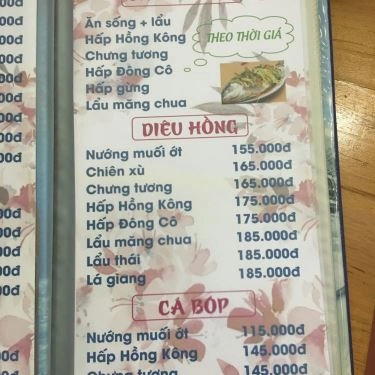 Ăn sống + lẩu
Hấp Hồng Kông
Chưng tương
Hấp Đông Cô
Hấp gừng
Lẩu măng chua
THEO THỜI GIÁ
DIÊU HỒNG
Nướng muối ớt 155.000đ
Chiên xù 165.000đ
Chưng tương 165.000đ
Hấp Hồng Kông 175.000đ
Hấp Đông Cô 175.000đ
Lẩu măng chua 185.000đ
Lẩu thái 185.000đ
Lá giang 185.000đ
CÁ BÓP
Nướng muối ớt 115.000đ
Hấp Hồng Kông 145.000đ
Chưng tương 145.000đ